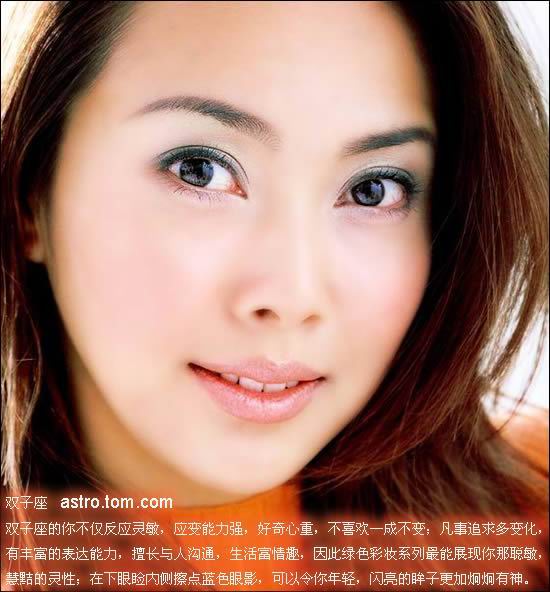 双子座 astro.tom.com
双子座的你不仅反应灵敏，应变能力强，好奇心重，不喜欢一成不变；凡事追求多变化，
有丰富的表达能力，擅长与人沟通，生活富情趣，因此绿色彩妆系列最能展现你那聪敏，
慧黠的灵性；在下眼睑内侧擦点蓝色眼影，可以令你年轻，闪亮的眸子更加炯炯有神。